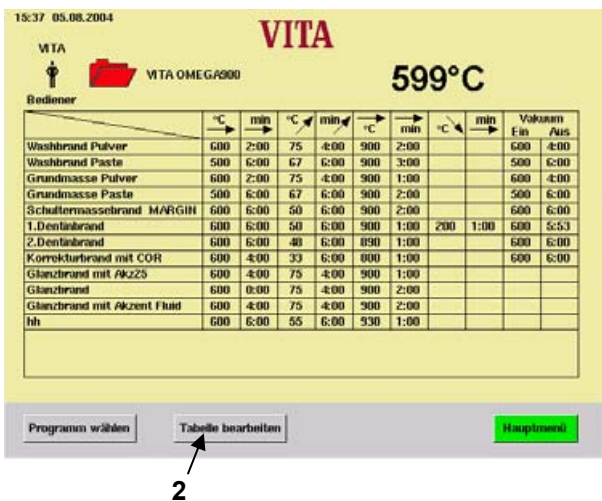 15:37 05.08.2004
VITA
VITA
VITA OMEGA900
599°C
Bediener
°C min °C min °C min °C min Vakuum
Ein Aus
Washbrand Pulver 600 2:00 75 4:00 900 2:00 600 4:00
Washbrand Paste 500 6:00 67 6:00 900 3:00 500 6:00
Grundmasse Pulver 600 2:00 75 4:00 900 1:00 600 4:00
Grundmasse Paste 500 6:00 67 6:00 900 2:00 500 6:00
Schultermassebrand MARGIN 600 6:00 50 6:00 900 2:00 600 6:00
1.Dentinbrand 600 6:00 50 6:00 900 1:00 200 1:00 600 5:53
2.Dentinbrand 600 6:00 48 6:00 890 1:00 600 6:00
Korrekturbrand mit COR 600 4:00 33 6:00 800 1:00 600 6:00
Glanzbrand mit Akz25 600 4:00 75 4:00 900 1:00
Glanzbrand 600 0:00 75 4:00 900 2:00
Glanzbrand mit Akzent Fluid 600 4:00 75 4:00 900 2:00
hh 600 6:00 55 6:00 930 1:00
Programm wählen Tabelle bearbeiten Hauptmenü
2